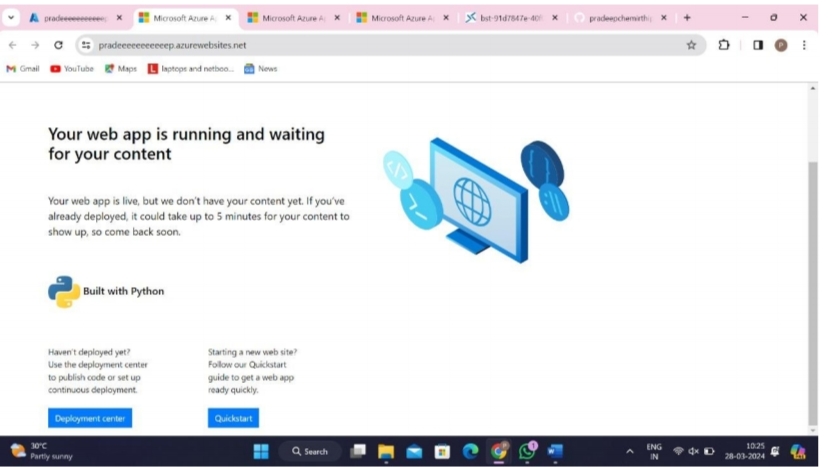 pradeeeeeeeeeeep
Microsoft Azure A
Microsoft Azure A
Microsoft Azure A
pradeepchemirthi
pradeeeeeeeeeeep.azurewebsites.net
Gmail YouTube Maps laptops and netboo... News
Your web app is running and waiting
for your content
Your web app is live, but we don't have your content yet. If you've
already deployed, it could take up to 5 minutes for your content to
show up, so come back soon.
Built with Python
Haven't deployed yet?
Use the deployment center
to publish code or set up
continuous deployment.
Deployment center
Starting a new web site?
Follow our Quickstart
guide to get a web app
ready quickly.
Quickstart
30°C
Partly sunny
Search
ENG
IN
10:25
28-03-2024